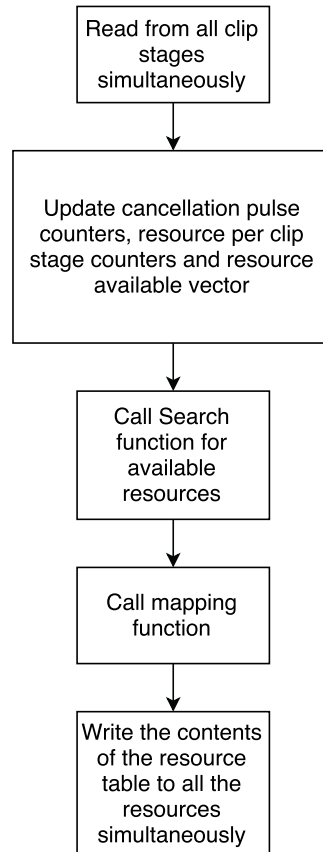 Read from all clip
stages
simultaneously
Update cancellation pulse
counters, resource per clip
stage counters and resource
available vector
Call Search
function for
available
resources
Call mapping
function
Write the contents
of the resource
table to all the
resources
simultaneously